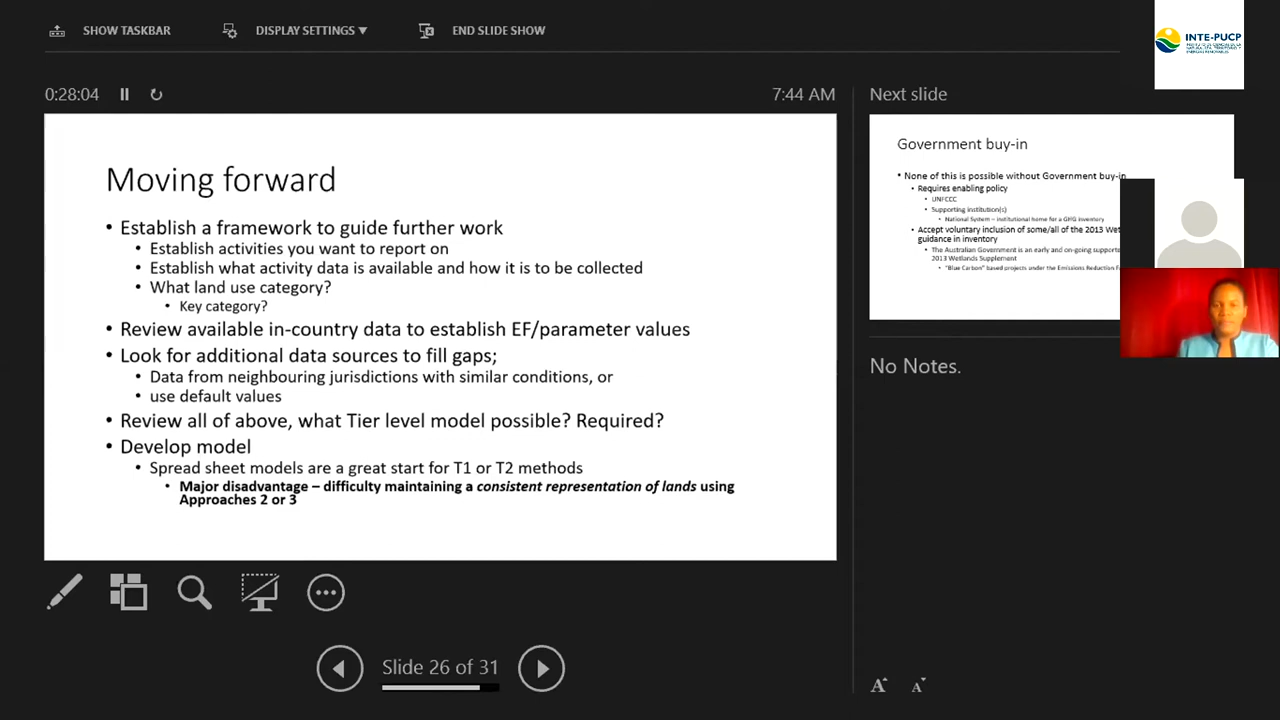 SHOW TASKBAR
DISPLAY SETTINGS ▼
END SLIDE SHOW
INTE-PUCP
0:28:04
7:44 AM
Moving forward
• Establish a framework to guide further work
• Establish activities you want to report on
• Establish what activity data is available and how it is to be collected
• What land use category?
• Key category?
• Review available in-country data to establish EF/parameter values
• Look for additional data sources to fill gaps;
• Data from neighbouring jurisdictions with similar conditions, or
• use default values
• Review all of above, what Tier level model possible? Required?
• Develop model
• Spread sheet models are a great start for T1 or T2 methods
• Major disadvantage – difficulty maintaining a consistent representation of lands using
Approaches 2 or 3
Next slide
Government buy-in
• None of this is possible without Government buy-in
• Requires enabling policy
• UNFCCC
• Supporting institution(s)
• National System – institutional home for a GHG inventory
• Accept voluntary inclusion of some/all of the 2013 Wet
guidance in inventory
• The Australian Government is an early and on-going supporte
2013 Wetlands Supplement
• "Blue Carbon" based projects under the Emissions Reduction F
No Notes.
Slide 26 of 31
A A